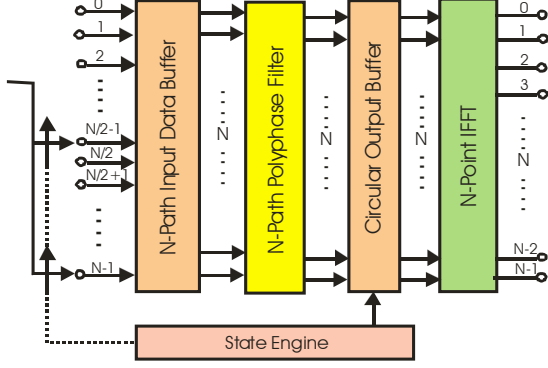 0
1
2
N/2-1
N/2
N/2+1
N-1
N-Path Input Data Buffer
N
N-Path Polyphase Filter
N
Circular Output Buffer
N
N-Point IFFT
0
1
2
3
N
N-2
N-1
State Engine